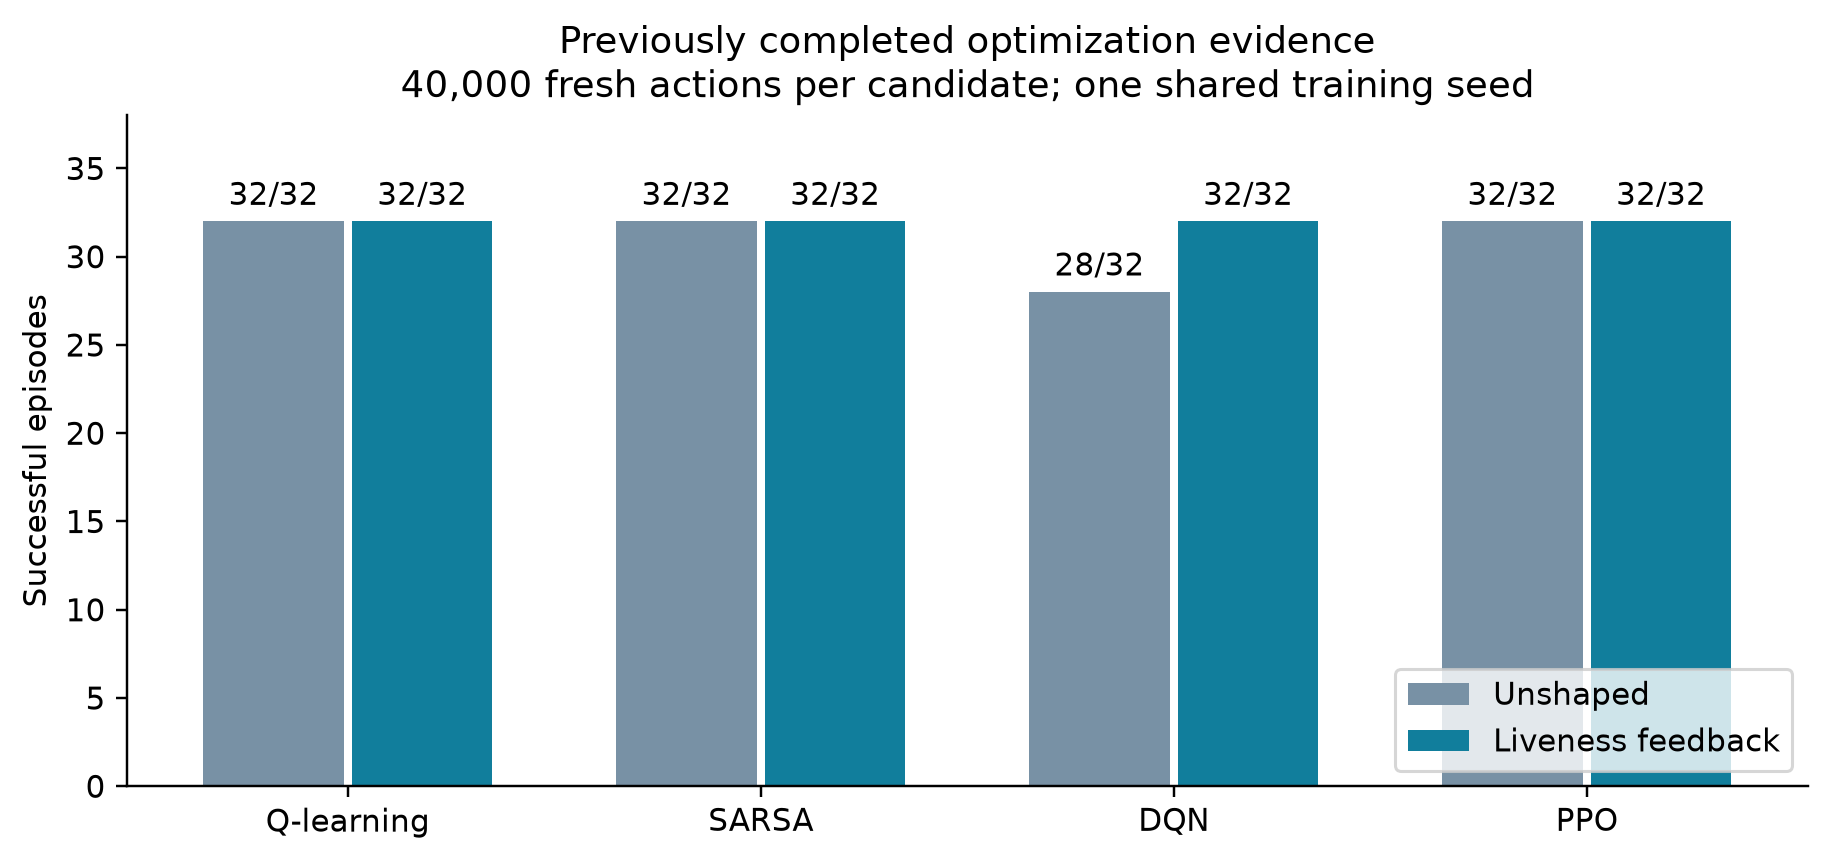 Previously completed optimization evidence
40,000 fresh actions per candidate; one shared training seed
Successful episodes
35
30
25
20
15
10
5
0
32/32 32/32 32/32 32/32 28/32 32/32 32/32 32/32
Unshaped
Liveness feedback
Q-learning SARSA DQN PPO